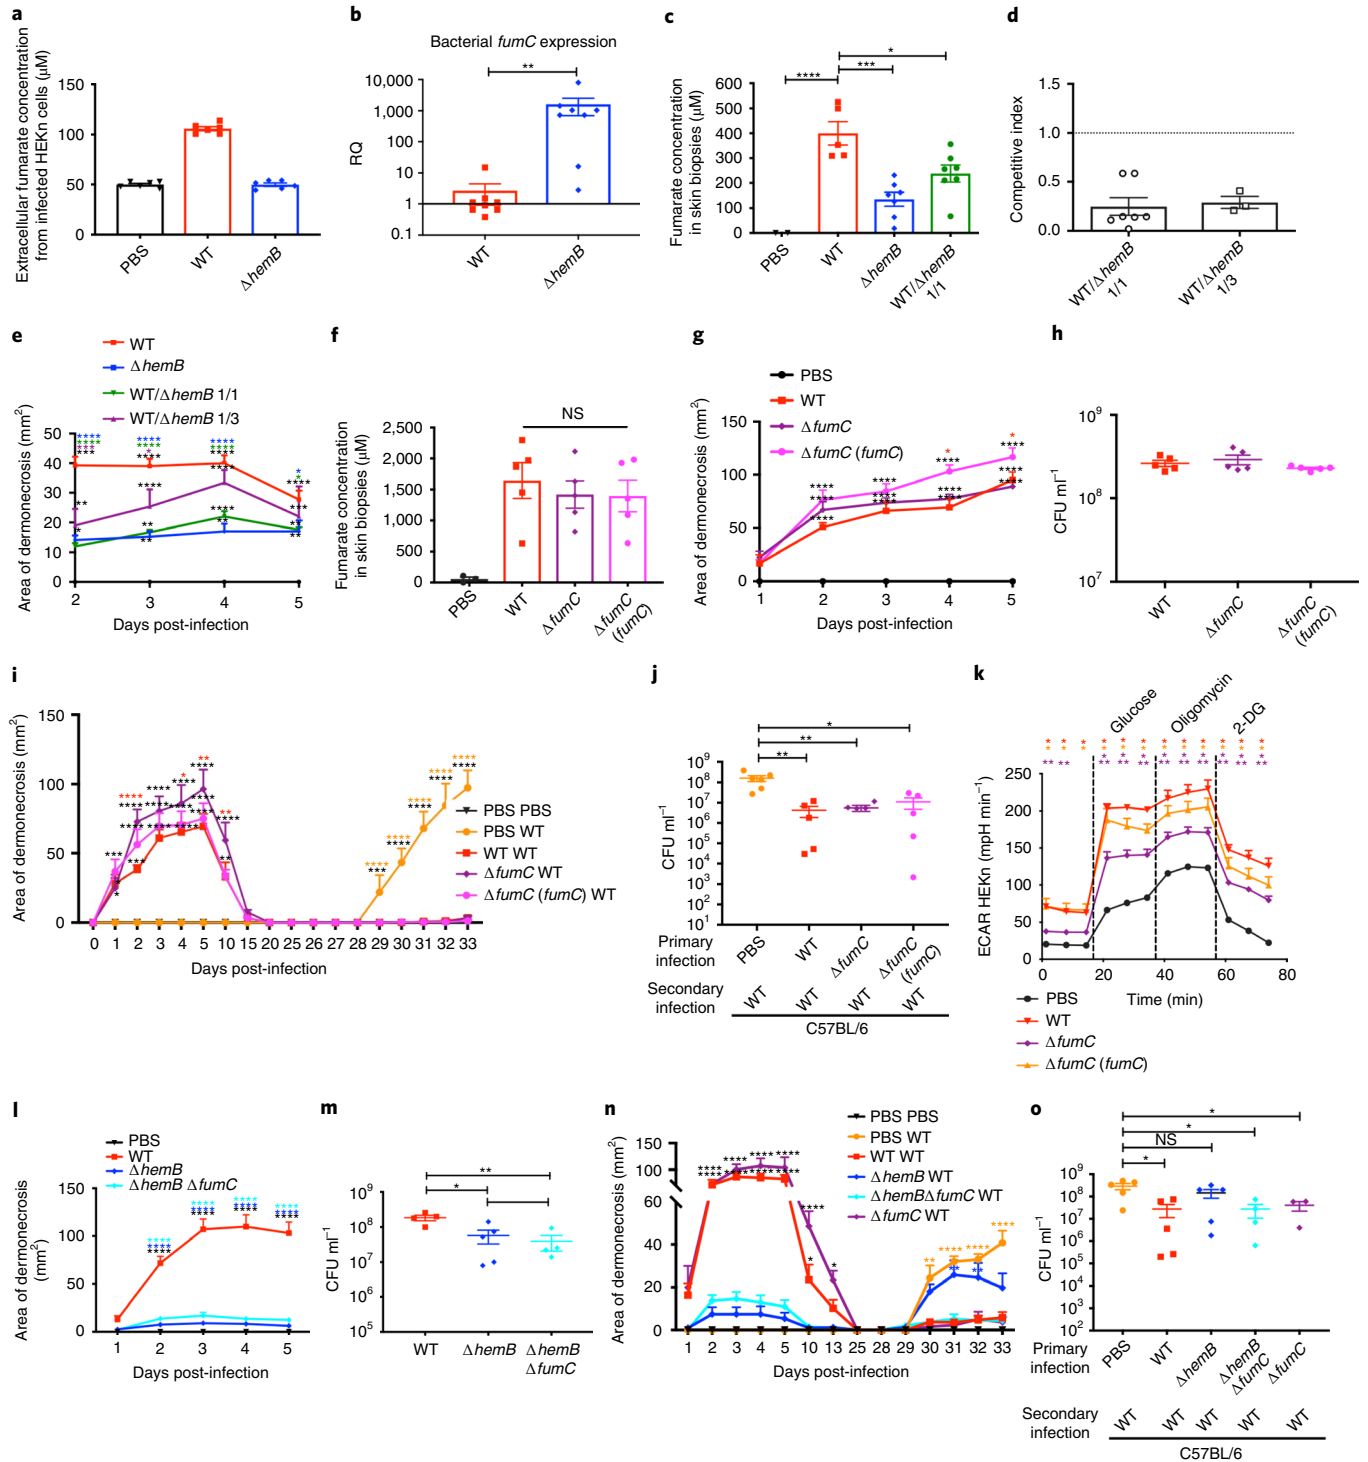 a
Extracellular fumarate concentration
from infected HEKn cells (μM)
150
100
50
0
PBS
WT
ΔhemB
b
Bacterial fumC expression
**
RQ
10,000
1,000
100
10
1
0.1
WT
ΔhemB
c
*
***
****
Fumarate concentration
in skin biopsies (μM)
600
500
400
300
200
100
0
PBS
WT
ΔhemB
WT/ΔhemB
1/1
d
Competitive index
1.5
1.0
0.5
0.0
WT/ΔhemB
1/1
WT/ΔhemB
1/3
e
WT
ΔhemB
WT/ΔhemB 1/1
WT/ΔhemB 1/3
Area of dermonecrosis (mm²)
50
40
30
20
10
0
2
3
4
5
Days post-infection
f
NS
Fumarate concentration
in skin biopsies (μM)
2,500
2,000
1,500
1,000
500
0
PBS
WT
ΔfumC
ΔfumC
(fumC)
g
PBS
WT
ΔfumC
ΔfumC (fumC)
Area of dermonecrosis (mm²)
150
100
50
0
1
2
3
4
5
Days post-infection
h
CFU ml⁻¹
10⁹
10⁸
10⁷
WT
ΔfumC
ΔfumC
(fumC)
i
Area of dermonecrosis (mm²)
150
100
50
0
PBS PBS
PBS WT
WT WT
ΔfumC WT
ΔfumC (fumC) WT
0 1 2 3 4 5 10 15 20 25 26 27 28 29 30 31 32 33
Days post-infection
j
*
**
**
CFU ml⁻¹
10⁹
10⁸
10⁷
10⁶
10⁵
10⁴
10³
10²
10¹
Primary
infection
PBS
WT
ΔfumC
ΔfumC
(fumC)
Secondary
infection
WT
WT
WT
WT
C57BL/6
k
Glucose
Oligomycin
2-DG
ECAR HEKn (mpH min⁻¹)
250
200
150
100
50
0
0
20
40
60
80
Time (min)
PBS
WT
ΔfumC
ΔfumC (fumC)
l
PBS
WT
ΔhemB
ΔhemB ΔfumC
Area of dermonecrosis
(mm²)
150
100
50
0
1
2
3
4
5
Days post-infection
m
**
*
CFU ml⁻¹
10⁹
10⁸
10⁷
10⁶
10⁵
WT
ΔhemB
ΔhemB
ΔfumC
n
PBS PBS
PBS WT
WT WT
ΔhemB WT
ΔhemBΔfumC WT
ΔfumC WT
Area of dermonecrosis (mm²)
150
100
60
40
20
0
1 2 3 4 5 10 13 25 28 29 30 31 32 33
Days post-infection
o
*
*
NS
*
CFU ml⁻¹
10⁹
10⁸
10⁷
10⁶
10⁵
10⁴
10³
10²
Primary
infection
PBS
WT
ΔhemB
ΔhemB
ΔfumC
ΔfumC
Secondary
infection
WT
WT
WT
WT
WT
C57BL/6